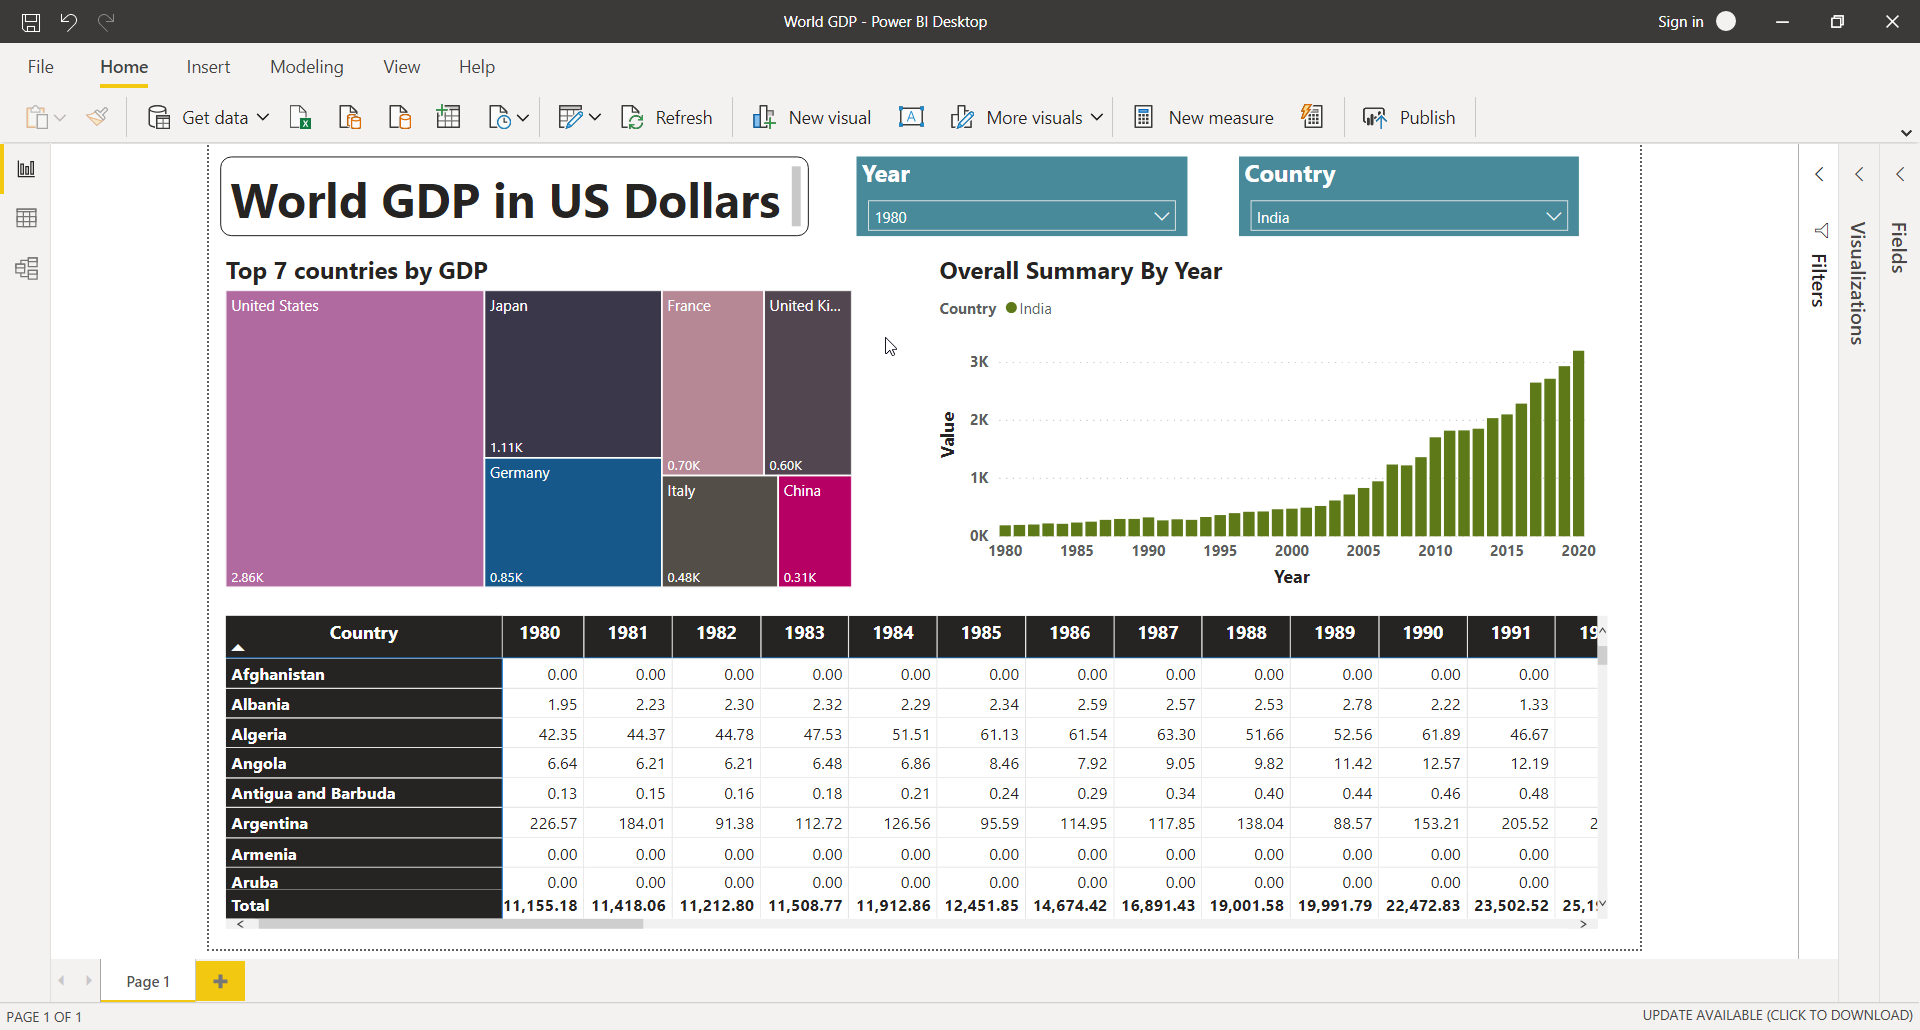 World GDP - Power BI Desktop
Sign in
File Home Insert Modeling View Help
Get data Refresh New visual A More visuals New measure Publish
World GDP in US Dollars
Year
1980
Country
India
Top 7 countries by GDP
United States
2.86K
Japan
1.11K
Germany
0.85K
France
0.70K
United Ki...
0.60K
Italy
0.48K
China
0.31K
Overall Summary By Year
Country India
Value
3K
2K
1K
0K
1980 1985 1990 1995 2000 2005 2010 2015 2020
Year
Filters
Visualizations
Fields
Country 1980 1981 1982 1983 1984 1985 1986 1987 1988 1989 1990 1991 19
Afghanistan 0.00 0.00 0.00 0.00 0.00 0.00 0.00 0.00 0.00 0.00 0.00 0.00
Albania 1.95 2.23 2.30 2.32 2.29 2.34 2.59 2.57 2.53 2.78 2.22 1.33
Algeria 42.35 44.37 44.78 47.53 51.51 61.13 61.54 63.30 51.66 52.56 61.89 46.67
Angola 6.64 6.21 6.21 6.48 6.86 8.46 7.92 9.05 9.82 11.42 12.57 12.19
Antigua and Barbuda 0.13 0.15 0.16 0.18 0.21 0.24 0.29 0.34 0.40 0.44 0.46 0.48
Argentina 226.57 184.01 91.38 112.72 126.56 95.59 114.95 117.85 138.04 88.57 153.21 205.52 2
Armenia 0.00 0.00 0.00 0.00 0.00 0.00 0.00 0.00 0.00 0.00 0.00 0.00
Aruba 0.00 0.00 0.00 0.00 0.00 0.00 0.00 0.00 0.00 0.00 0.00 0.00
Total 11,155.18 11,418.06 11,212.80 11,508.77 11,912.86 12,451.85 14,674.42 16,891.43 19,001.58 19,991.79 22,472.83 23,502.52 25,19
Page 1
PAGE 1 OF 1
UPDATE AVAILABLE (CLICK TO DOWNLOAD)